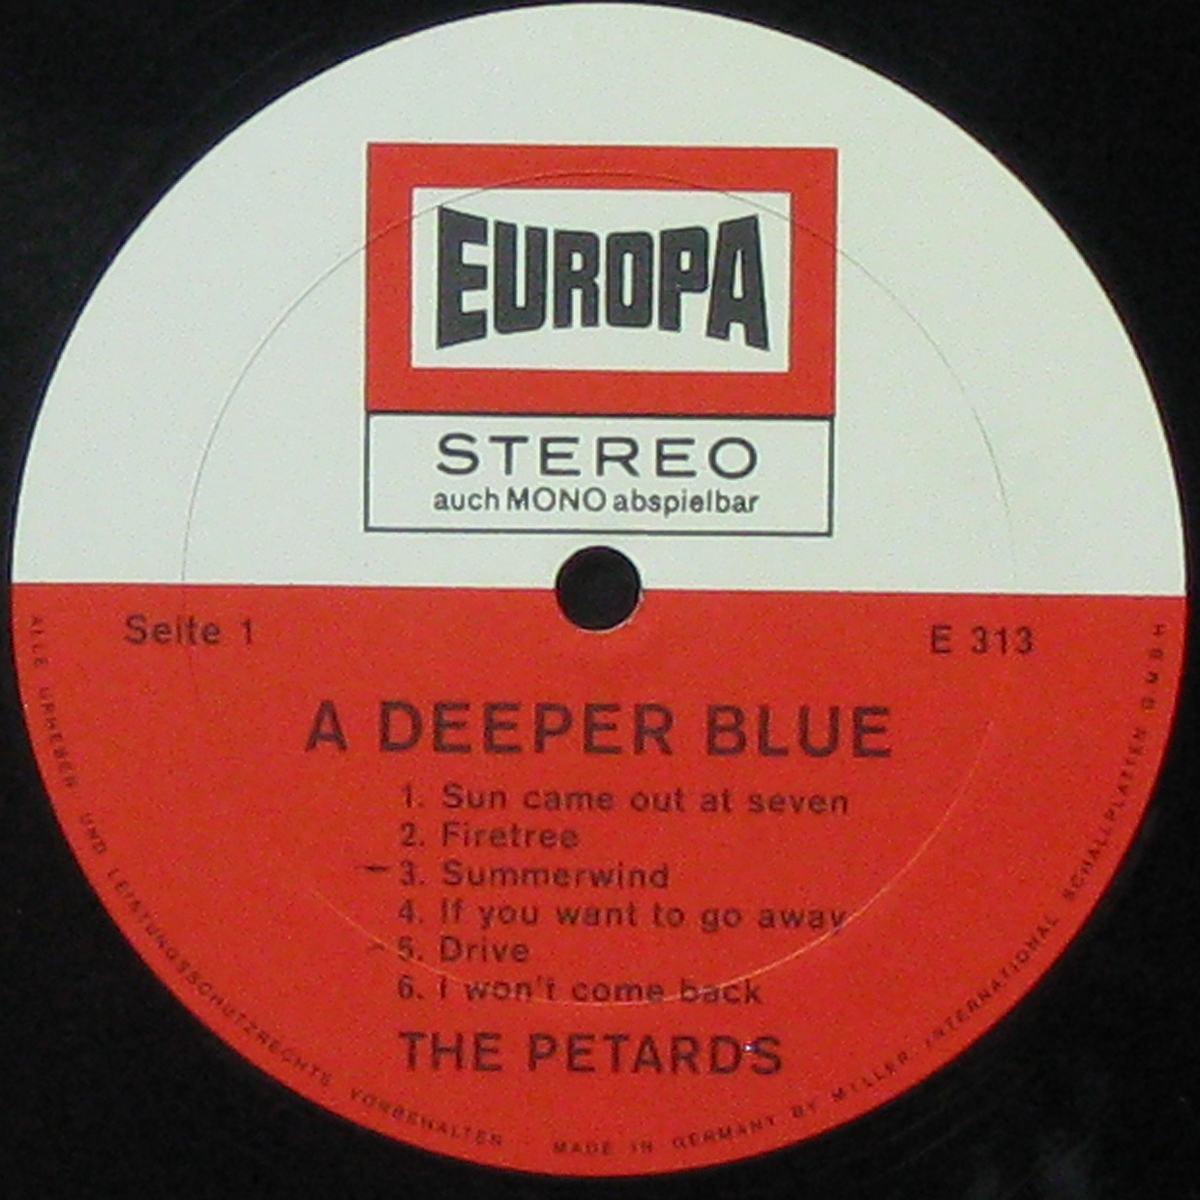 EUROPA
STEREO
auch MONO abspielbar
Seite 1
E 313
A DEEPER BLUE
1. Sun came out at seven
2. Firetree
3. Summerwind
4. If you want to go away
5. Drive
6. I won't come back
THE PETARDS
ALLE URHEBER- UND LEISTUNGSSCHUTZRECHTE VORBEHALTEN
MADE IN GERMANY BY MILLER INTERNATIONAL SCHALLPLATTEN G.M.B.H